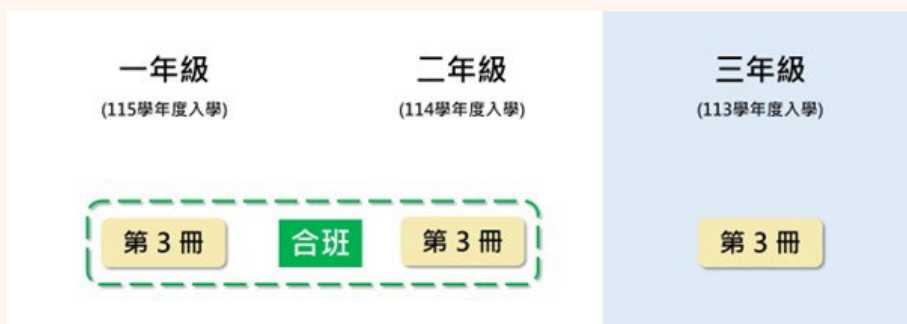 一年級
(115學年度入學)
二年級
(114學年度入學)
三年級
(113學年度入學)
第 3 冊
合班
第 3 冊
第 3 冊